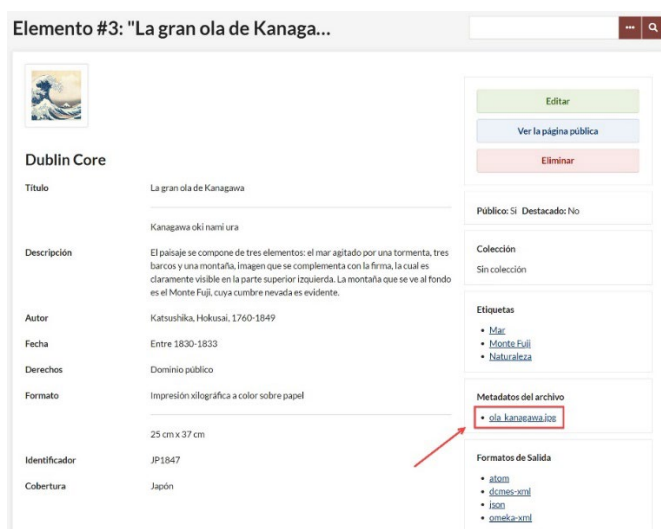 Elemento #3: "La gran ola de Kanaga...
Dublin Core
Título
La gran ola de Kanagawa
Kanagawa oki nami ura
Descripción
El paisaje se compone de tres elementos: el mar agitado por una tormenta, tres
barcos y una montaña, imagen que se complementa con la firma, la cual es
claramente visible en la parte superior izquierda. La montaña que se ve al fondo
es el Monte Fuji, cuya cumbre nevada es evidente.
Autor
Katsushika, Hokusai, 1760-1849
Fecha
Entre 1830-1833
Derechos
Dominio público
Formato
Impresión xilográfica a color sobre papel
25 cm x 37 cm
Identificador
JP1847
Cobertura
Japón
Editar
Ver la página pública
Eliminar
Público: Si Destacado: No
Colección
Sin colección
Etiquetas
Mar
Monte Fuji
Naturaleza
Metadatos del archivo
ola_kanagawa.jpg
Formatos de Salida
atom
dcmes-xml
json
omeka-xml